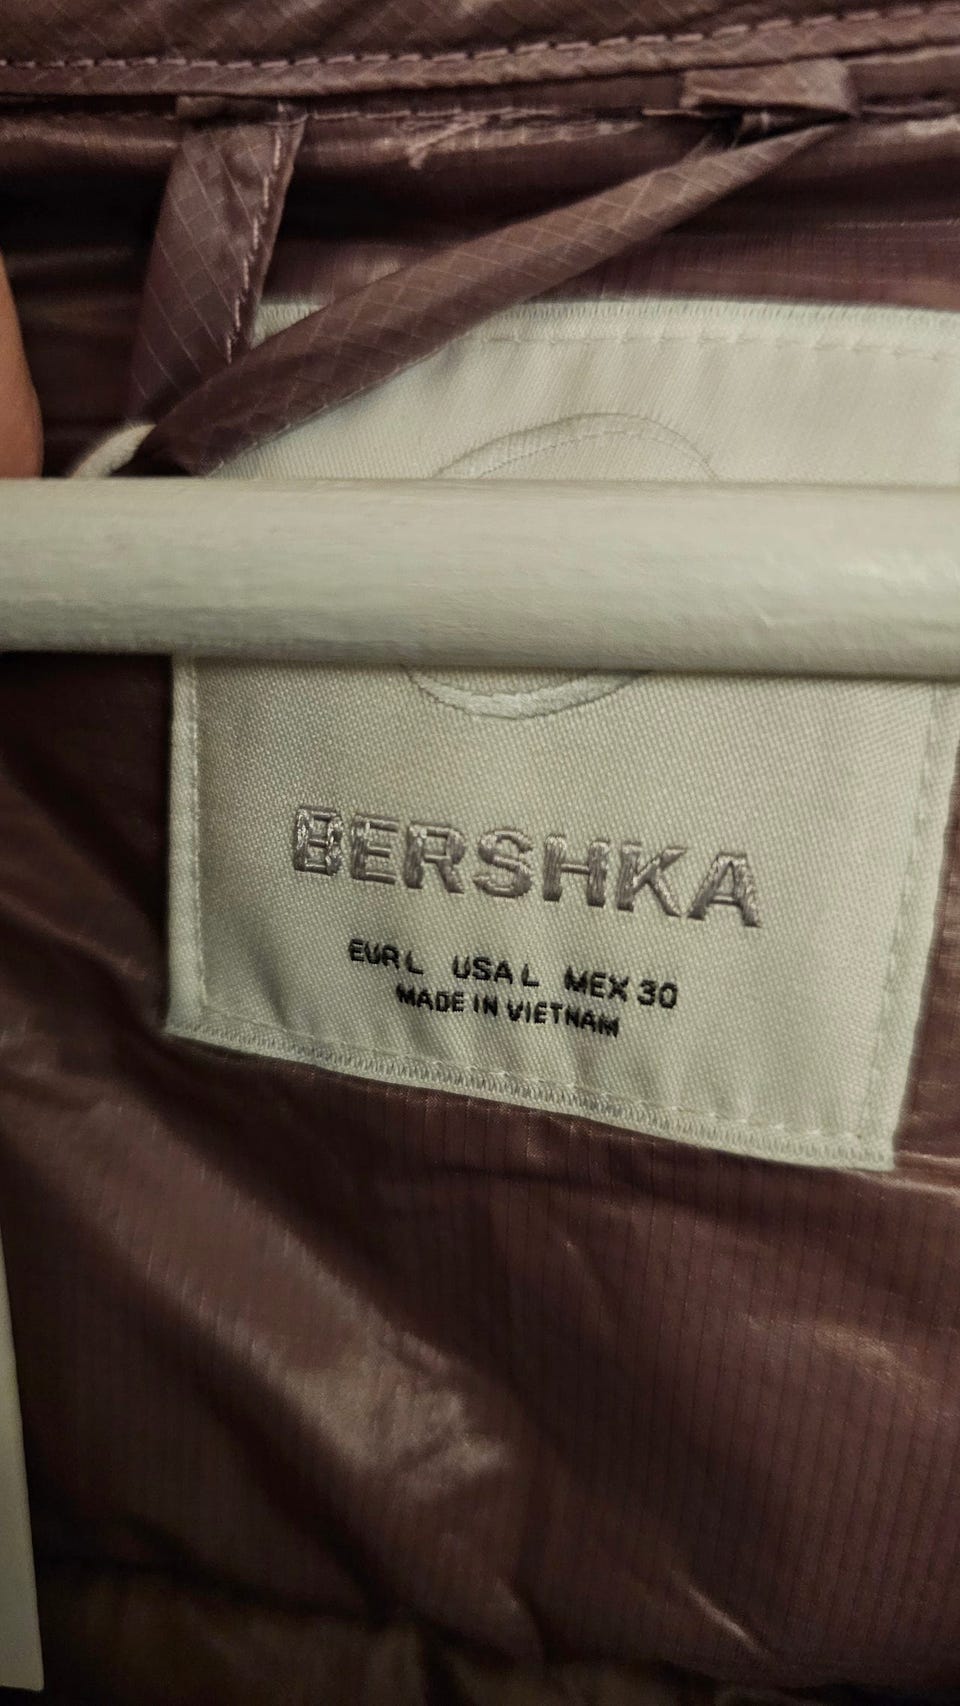 BERSHKA
EUR L USA L MEX 30
MADE IN VIETNAM